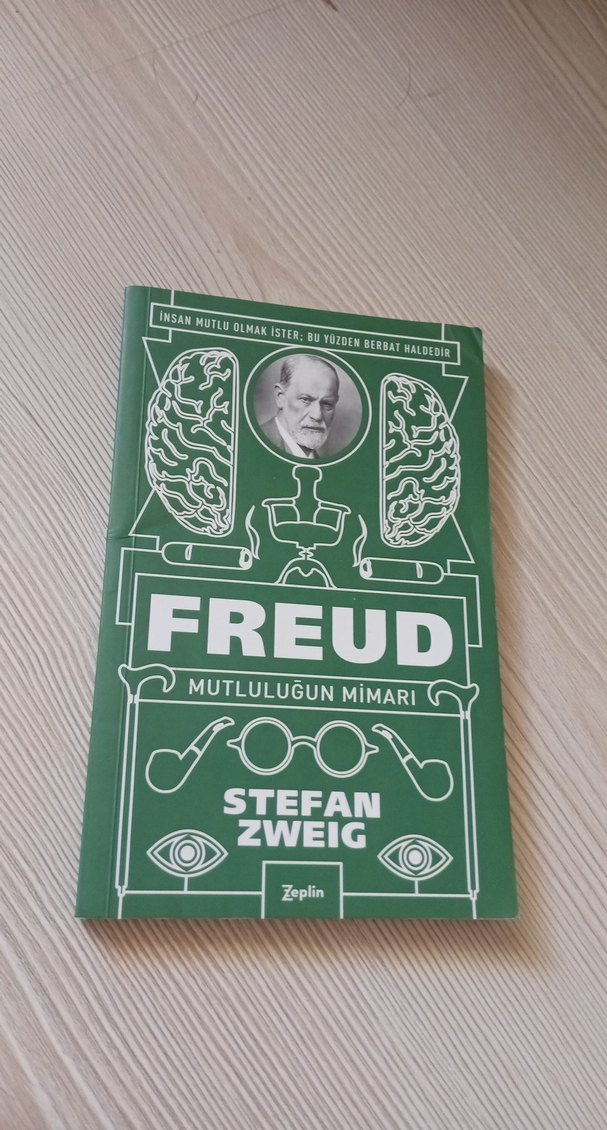 İNSAN MUTLU OLMAK İSTER; BU YÜZDEN BERBAT HALDEDİR
FREUD
MUTLULUĞUN MİMARI
STEFAN
ZWEIG
Zeplin